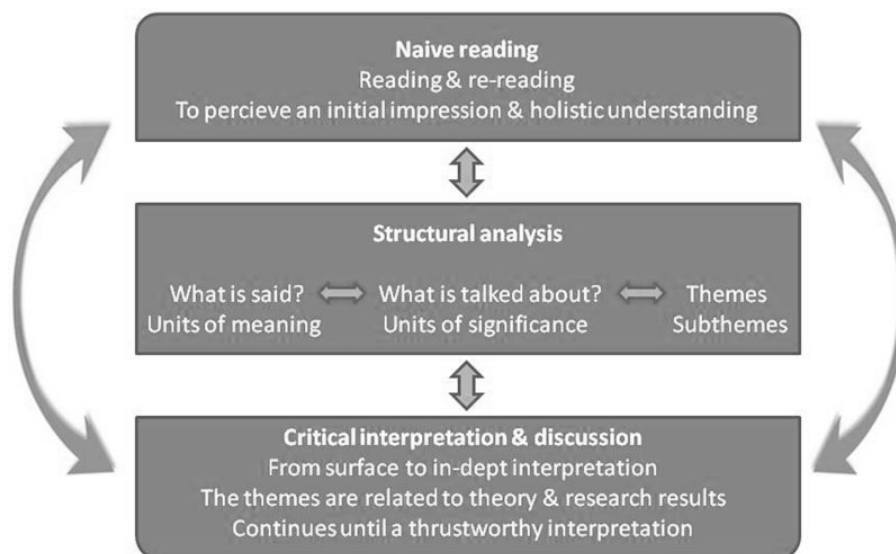 Naive reading
Reading & re-reading
To percieve an initial impression & holistic understanding
Structural analysis
What is said? What is talked about? Themes
Units of meaning Units of significance Subthemes
Critical interpretation & discussion
From surface to in-dept interpretation
The themes are related to theory & research results
Continues until a thrustworthy interpretation